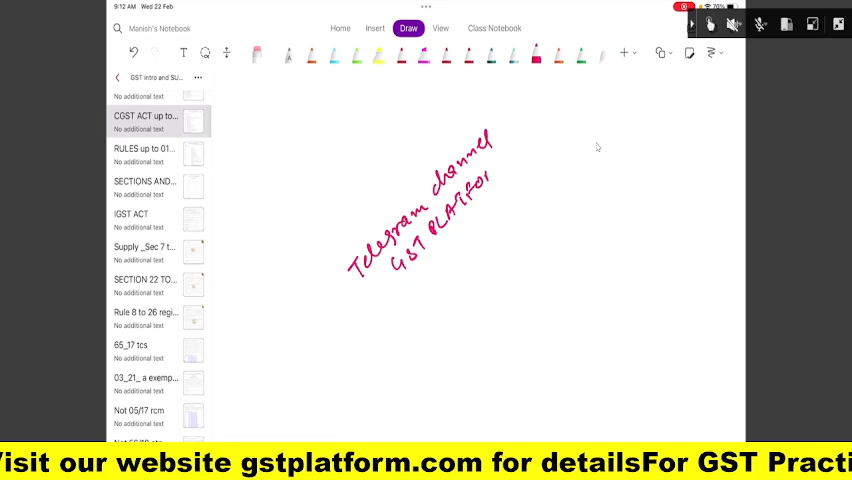 9:12 AM Wed 22 Feb
70%
Manish's Notebook
Home Insert Draw View Class Notebook
GST intro and SU...
No additional text
CGST ACT up to...
No additional text
RULES up to 01...
No additional text
SECTIONS AND...
No additional text
IGST ACT
No additional text
Supply _Sec 7 t...
No additional text
SECTION 22 TO...
No additional text
Rule 8 to 26 regi...
No additional text
65_17 tcs
No additional text
03_21_ a exemp...
No additional text
Not 05/17 rcm
No additional text
Telegram channel
GST PLATFOR
Visit our website gstplatform.com for detailsFor GST Practi